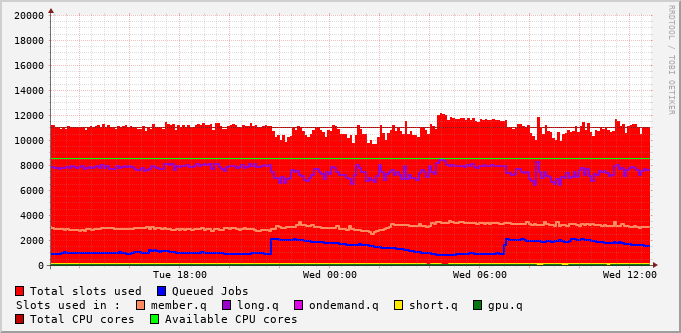 RRDTOOL / TOBI OETIKER
20000
18000
16000
14000
12000
10000
8000
6000
4000
2000
0
Tue 18:00 Wed 00:00 Wed 06:00 Wed 12:00
Total slots used Queued Jobs
Slots used in : member.q long.q ondemand.q short.q gpu.q
Total CPU cores Available CPU cores